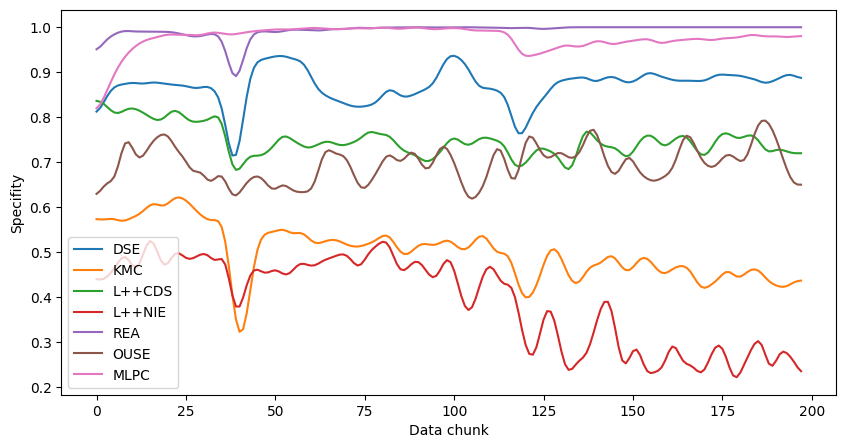 1.0
0.9
0.8
0.7
0.6
0.5
0.4
0.3
0.2
Specifity
DSE
KMC
L++CDS
L++NIE
REA
OUSE
MLPC
0 25 50 75 100 125 150 175 200
Data chunk